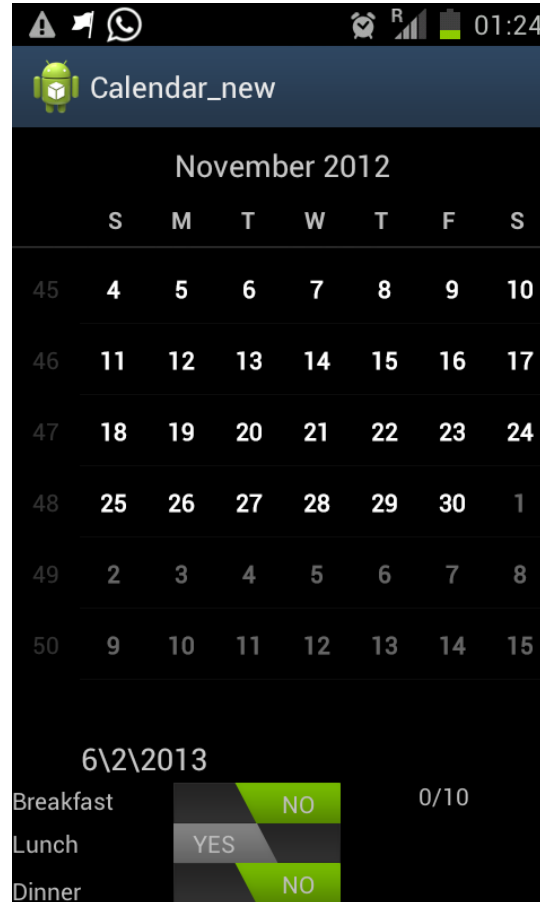 R 01:24
Calendar_new
November 2012
S M T W T F S
45 4 5 6 7 8 9 10
46 11 12 13 14 15 16 17
47 18 19 20 21 22 23 24
48 25 26 27 28 29 30 1
49 2 3 4 5 6 7 8
50 9 10 11 12 13 14 15
6\2\2013
Breakfast NO 0/10
Lunch YES
Dinner NO